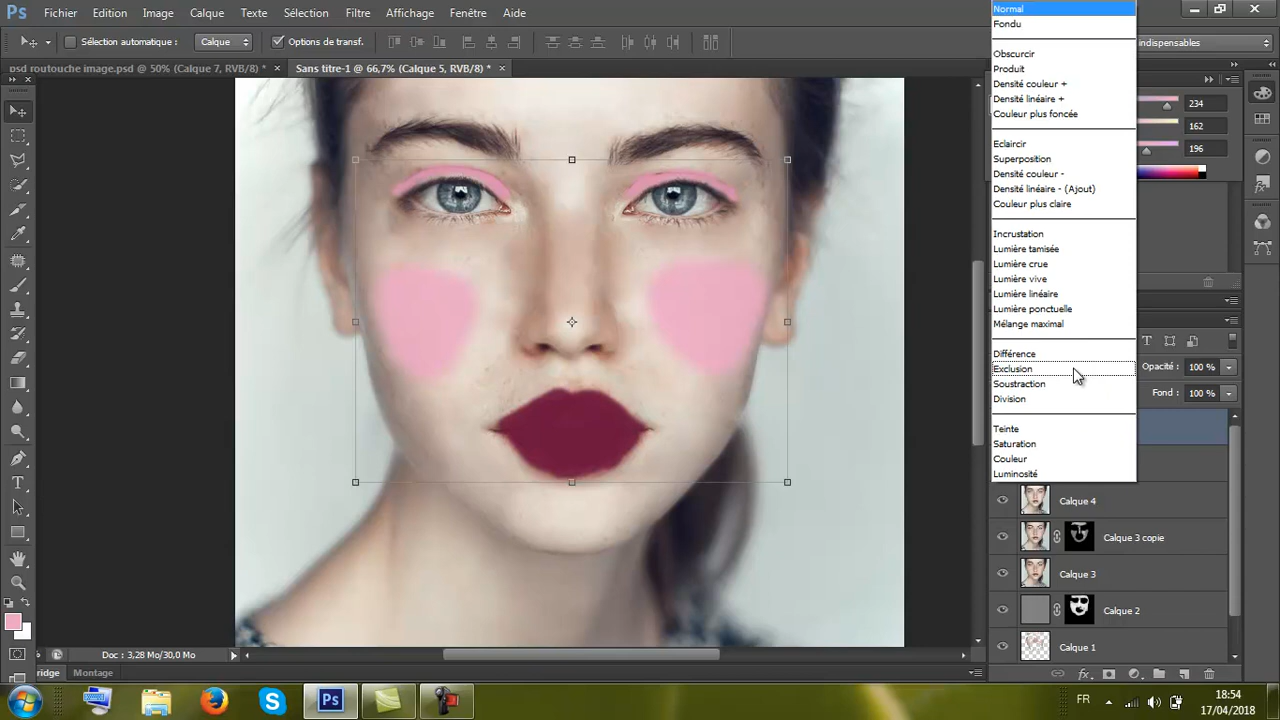 Ps Fichier Edition Image Calque Texte Sélection Filtre Affichage Fenêtre Aide
Sélection automatique : Calque Options de transf. indispensables
psd routouche image.psd @ 50% (Calque 7, RVB/8) * × Sans titre-1 @ 66,7% (Calque 5, RVB/8) * ×
Normal
Fondu
Obscurcir
Produit
Densité couleur +
Densité linéaire +
Couleur plus foncée
Eclaircir
Superposition
Densité couleur -
Densité linéaire - (Ajout)
Couleur plus claire
Incrustation
Lumière tamisée
Lumière crue
Lumière vive
Lumière linéaire
Lumière ponctuelle
Mélange maximal
Différence
Exclusion
Soustraction
Division
Teinte
Saturation
Couleur
Luminosité
234
162
196
T
Opacité : 100 %
Fond : 100 %
Calque 4
Calque 3 copie
Calque 3
Calque 2
Calque 1
fx
T
Doc : 3,28 Mo/30,0 Mo
ridge Montage
Ps
FR
18:54
17/04/2018